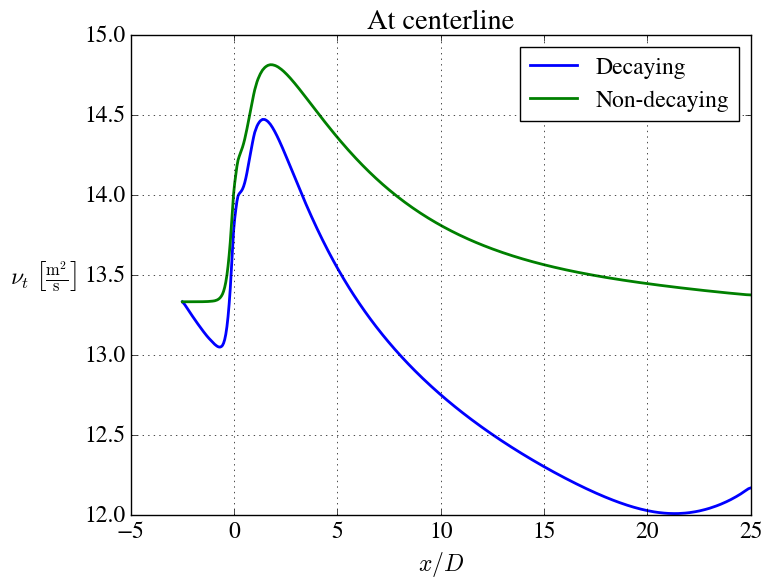 At centerline
Decaying
Non-decaying
15.0
14.5
14.0
13.5
13.0
12.5
12.0
ν_t [m²/s]
−5
0
5
10
15
20
25
x/D